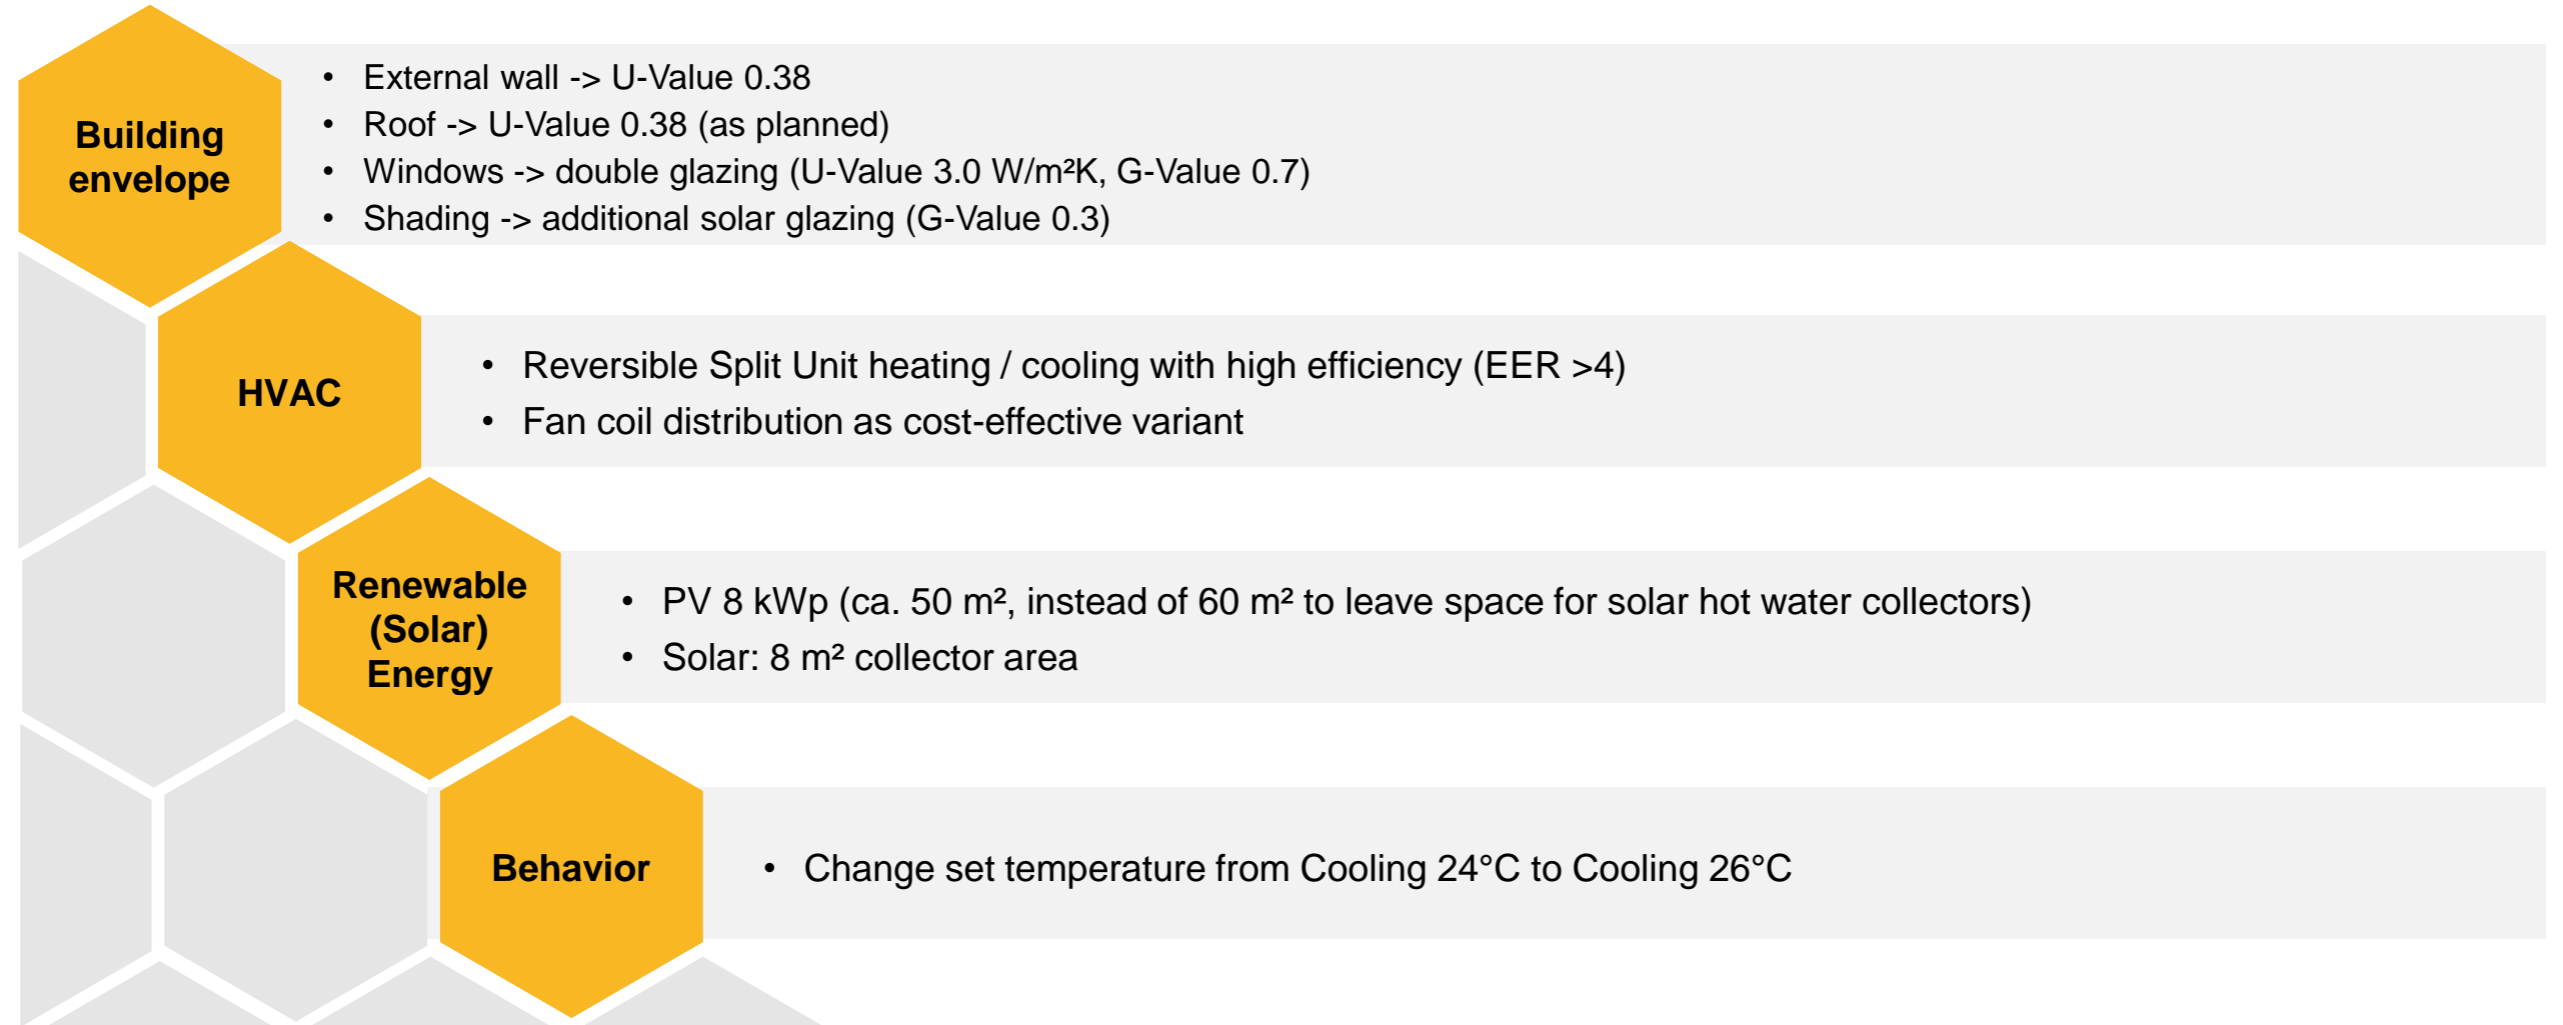 Building
envelope
• External wall -> U-Value 0.38
• Roof -> U-Value 0.38 (as planned)
• Windows -> double glazing (U-Value 3.0 W/m²K, G-Value 0.7)
• Shading -> additional solar glazing (G-Value 0.3)
HVAC
• Reversible Split Unit heating / cooling with high efficiency (EER >4)
• Fan coil distribution as cost-effective variant
Renewable
(Solar)
Energy
• PV 8 kWp (ca. 50 m², instead of 60 m² to leave space for solar hot water collectors)
• Solar: 8 m² collector area
Behavior
• Change set temperature from Cooling 24°C to Cooling 26°C